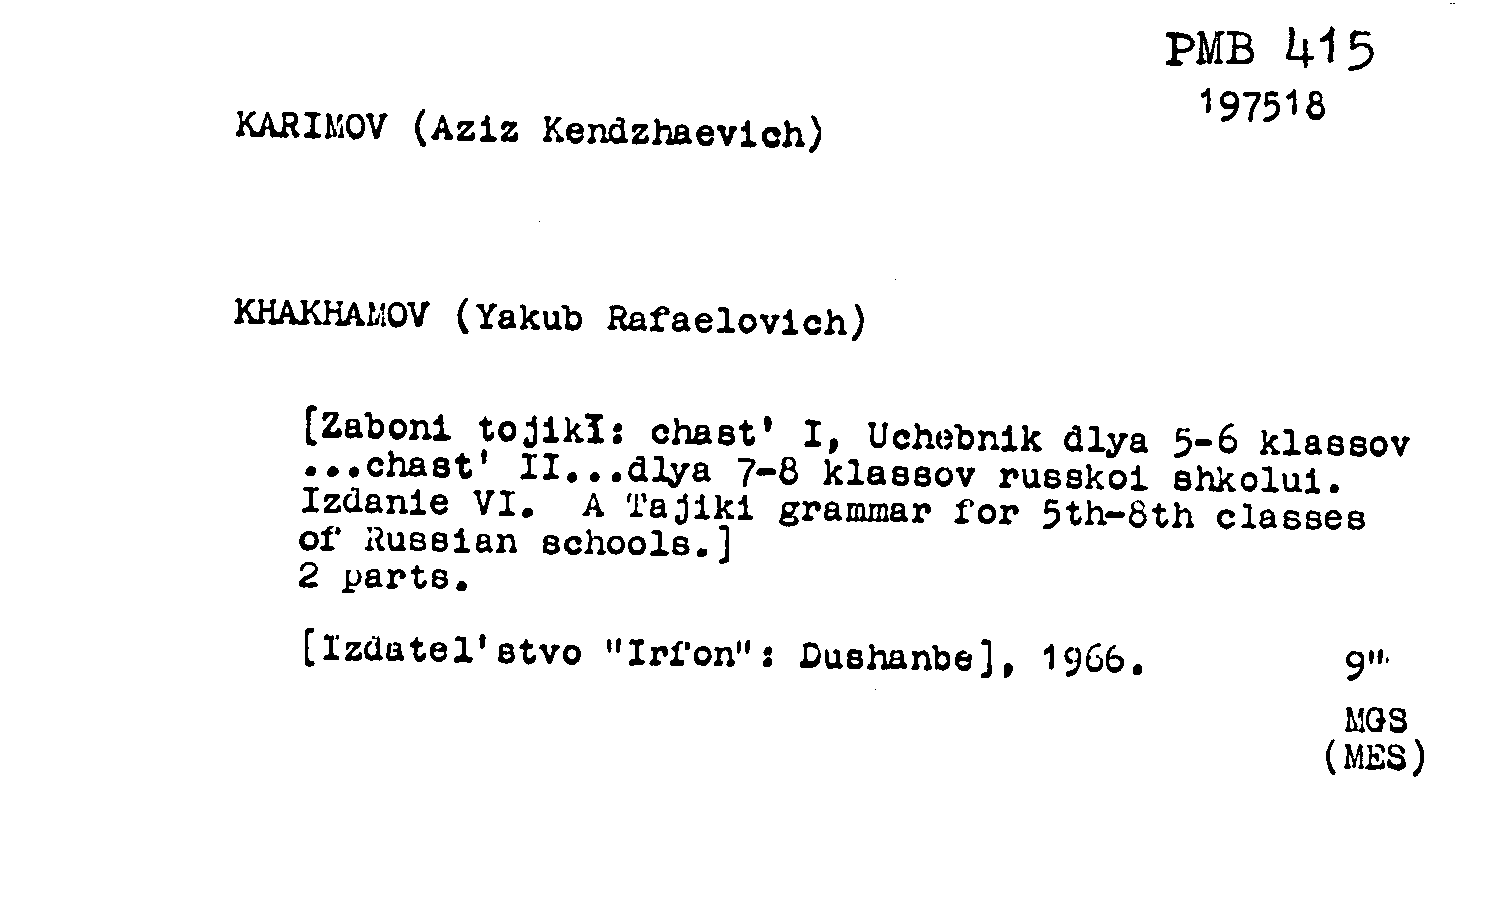 PMB 415
197518
KARIMOV (Aziz Kendzhaevich)
KHAKHAMOV (Yakub Rafaelovich)
[Zaboni tojikī: chast' I, Uchebnik dlya 5-6 klassov
...chast' II...dlya 7-8 klassov russkoi shkolui.
Izdanie VI. A Tajiki grammar for 5th-8th classes
of Russian schools.]
2 parts.
[Izdatel'stvo "Irfon": Dushanbe], 1966. 9"
MGS
(MES)